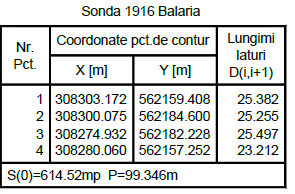 Sonda 1916 Balaria
Nr. Pct. Coordonate pct.de contur Lungimi laturi D(i,i+1)
X [m] Y [m]
1 308303.172 562159.408 25.382
2 308300.075 562184.600 25.255
3 308274.932 562182.228 25.497
4 308280.060 562157.252 23.212
S(0)=614.52mp P=99.346m